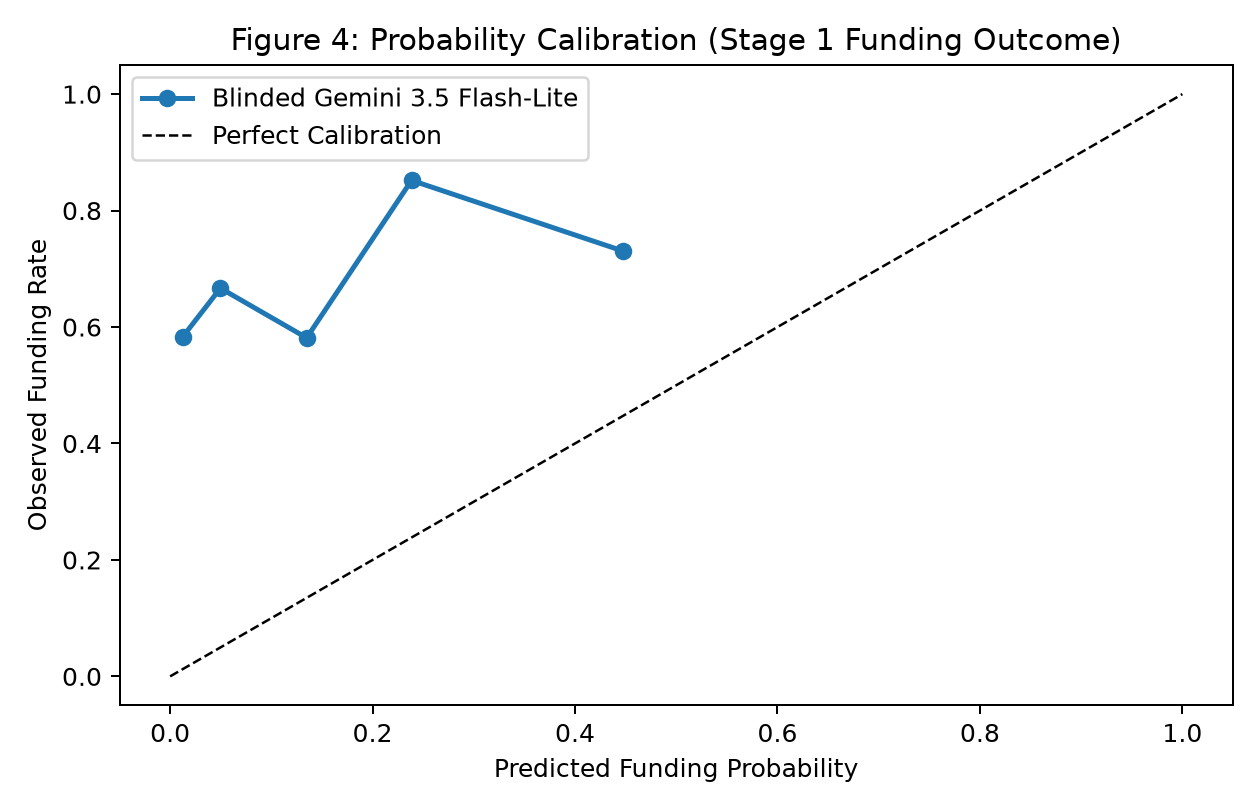 Figure 4: Probability Calibration (Stage 1 Funding Outcome)
Blinded Gemini 3.5 Flash-Lite
Perfect Calibration
1.0
0.8
0.6
0.4
0.2
0.0
Observed Funding Rate
0.0 0.2 0.4 0.6 0.8 1.0
Predicted Funding Probability